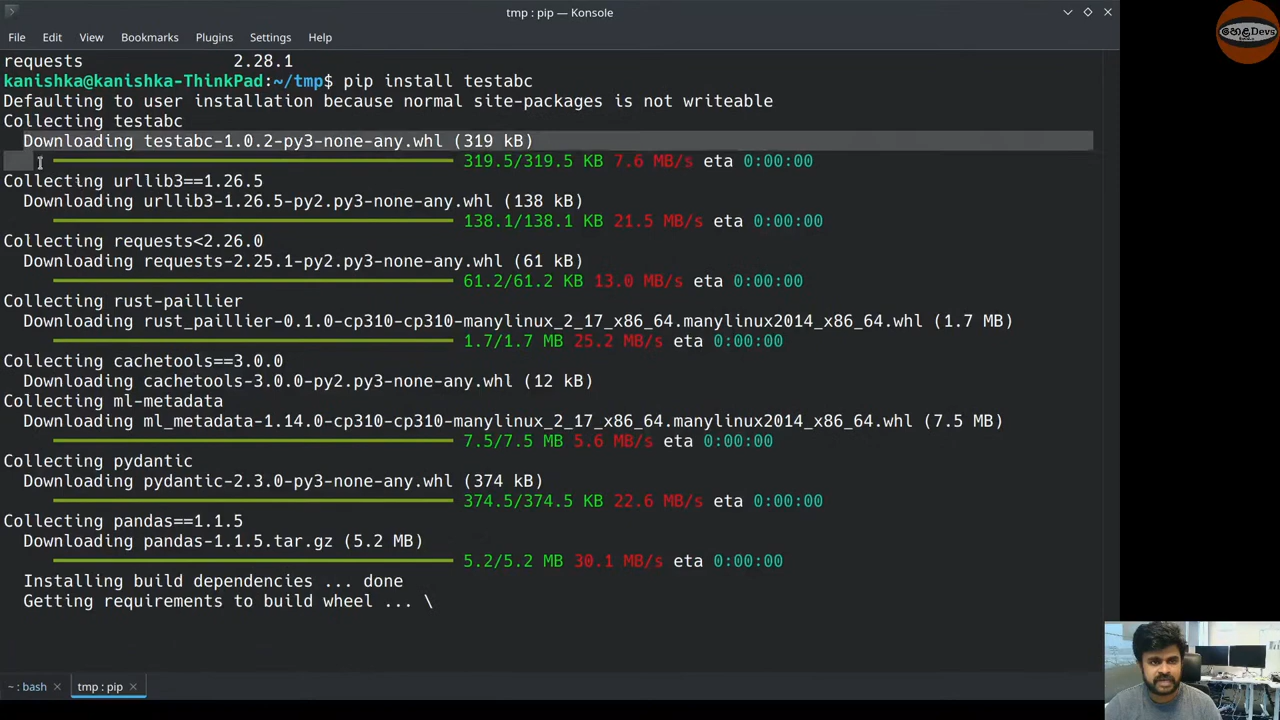 tmp : pip — Konsole
හෙළDevs
File Edit View Bookmarks Plugins Settings Help
requests 2.28.1
kanishka@kanishka-ThinkPad:~/tmp$ pip install testabc
Defaulting to user installation because normal site-packages is not writeable
Collecting testabc
Downloading testabc-1.0.2-py3-none-any.whl (319 kB)
319.5/319.5 KB 7.6 MB/s eta 0:00:00
Collecting urllib3==1.26.5
Downloading urllib3-1.26.5-py2.py3-none-any.whl (138 kB)
138.1/138.1 KB 21.5 MB/s eta 0:00:00
Collecting requests<2.26.0
Downloading requests-2.25.1-py2.py3-none-any.whl (61 kB)
61.2/61.2 KB 13.0 MB/s eta 0:00:00
Collecting rust-paillier
Downloading rust_paillier-0.1.0-cp310-cp310-manylinux_2_17_x86_64.manylinux2014_x86_64.whl (1.7 MB)
1.7/1.7 MB 25.2 MB/s eta 0:00:00
Collecting cachetools==3.0.0
Downloading cachetools-3.0.0-py2.py3-none-any.whl (12 kB)
Collecting ml-metadata
Downloading ml_metadata-1.14.0-cp310-cp310-manylinux_2_17_x86_64.manylinux2014_x86_64.whl (7.5 MB)
7.5/7.5 MB 5.6 MB/s eta 0:00:00
Collecting pydantic
Downloading pydantic-2.3.0-py3-none-any.whl (374 kB)
374.5/374.5 KB 22.6 MB/s eta 0:00:00
Collecting pandas==1.1.5
Downloading pandas-1.1.5.tar.gz (5.2 MB)
5.2/5.2 MB 30.1 MB/s eta 0:00:00
Installing build dependencies ... done
Getting requirements to build wheel ... \
~ : bash tmp : pip